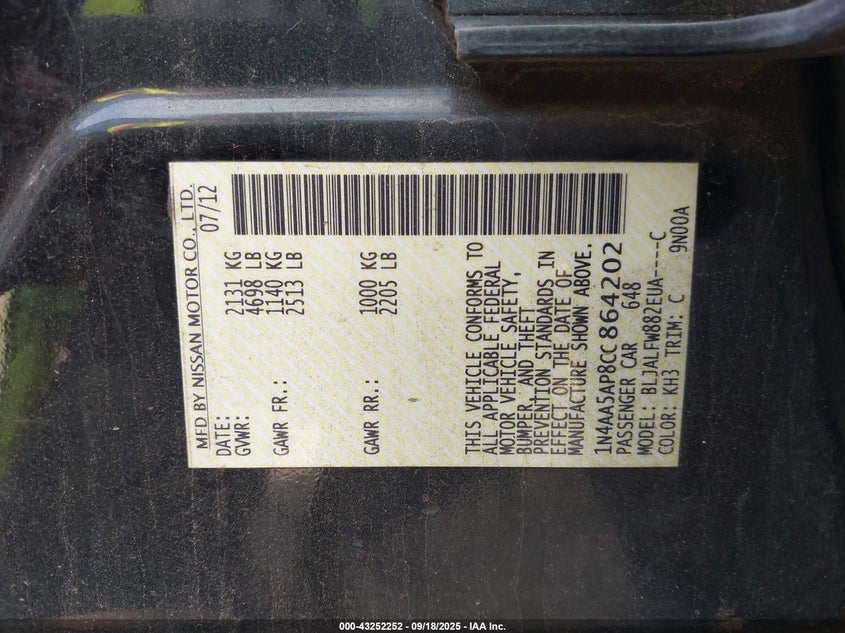 MFD BY NISSAN MOTOR CO., LTD.
DATE: 07/12
GVWR: 2131 KG
4698 LB
GAWR FR.: 1140 KG
2513 LB
GAWR RR.: 1000 KG
2205 LB
THIS VEHICLE CONFORMS TO
ALL APPLICABLE FEDERAL
MOTOR VEHICLE SAFETY,
BUMPER, AND THEFT
PREVENTION STANDARDS IN
EFFECT ON THE DATE OF
MANUFACTURE SHOWN ABOVE.
1N4AA5AP8CC864202
PASSENGER CAR 648
MODEL: BLJALFW882EUA----C
COLOR: KH3 TRIM: C 9N00A
000-43252252 - 09/18/2025 - IAA Inc.